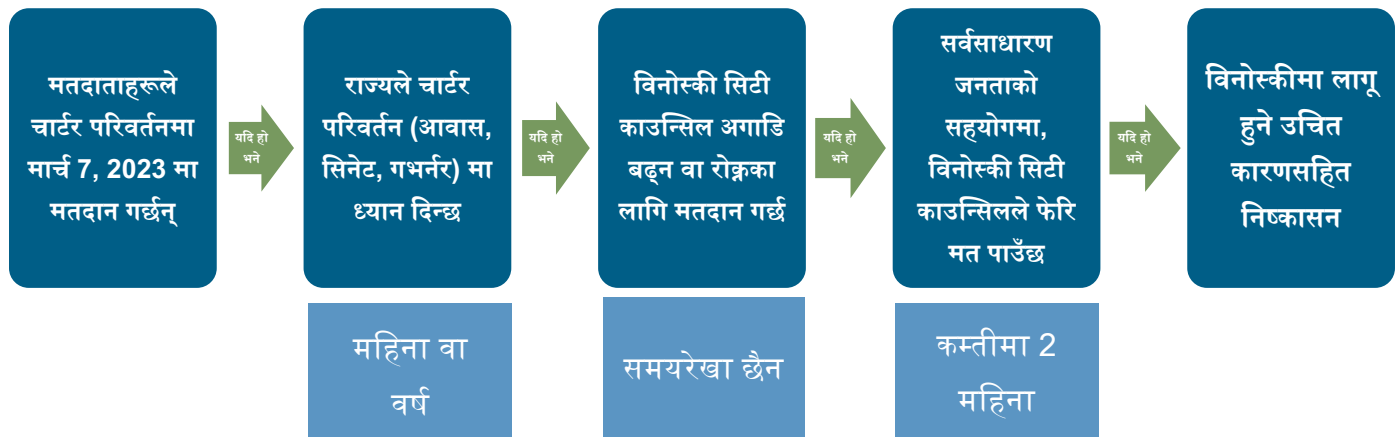 मतदाताहरूले
चार्टर परिवर्तनमा
मार्च 7, 2023 मा
मतदान गर्छन्
यदि हो
भने
राज्यले चार्टर
परिवर्तन (आवास,
सिनेट, गभर्नर) मा
ध्यान दिन्छ
यदि हो
भने
विनोस्की सिटी
काउन्सिल अगाडि
बढ्न वा रोक्नका
लागि मतदान गर्छ
यदि हो
भने
सर्वसाधारण
जनताको
सहयोगमा,
विनोस्की सिटी
काउन्सिलले फेरि
मत पाउँछ
यदि हो
भने
विनोस्कीमा लागू
हुने उचित
कारणसहित
निष्कासन
महिना वा
वर्ष
समयरेखा छैन
कम्तीमा 2
महिना